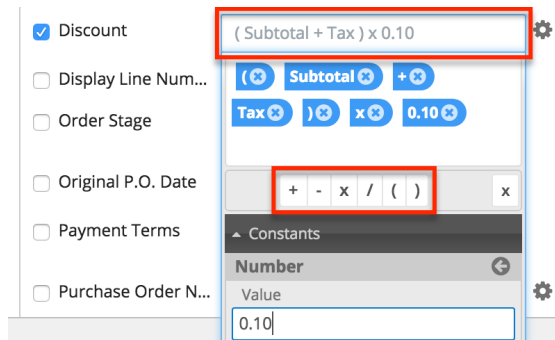 Discount
( Subtotal + Tax ) x 0.10
Display Line Num...
( Subtotal +
Order Stage
Tax ) x 0.10
Original P.O. Date
+ - x / ( ) x
Payment Terms
Constants
Number
Purchase Order N...
Value
0.10